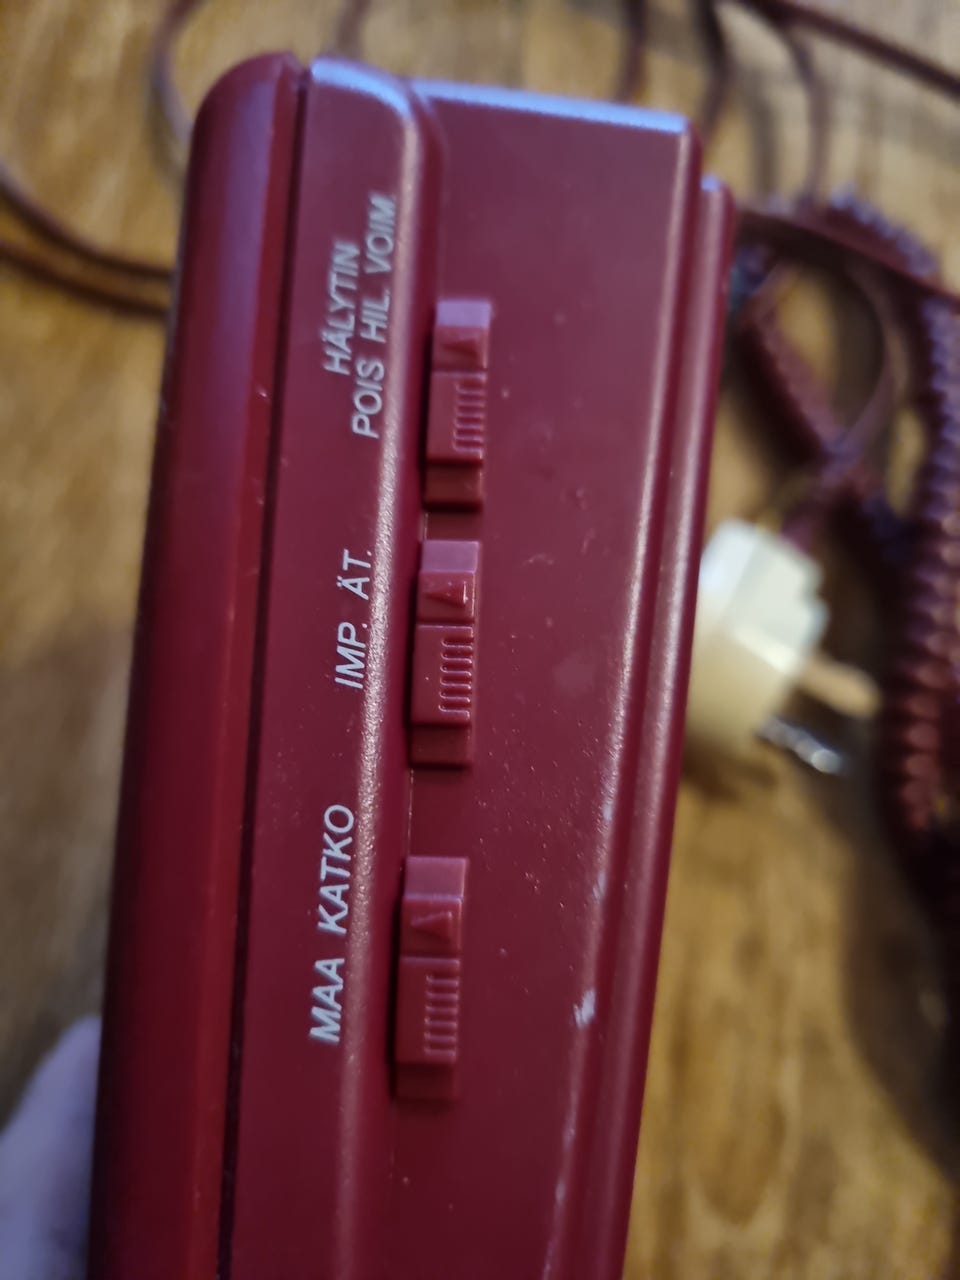 HÄLYTIN
POIS HIL. VOIM.
IMP. ÄT.
MAA KATKO